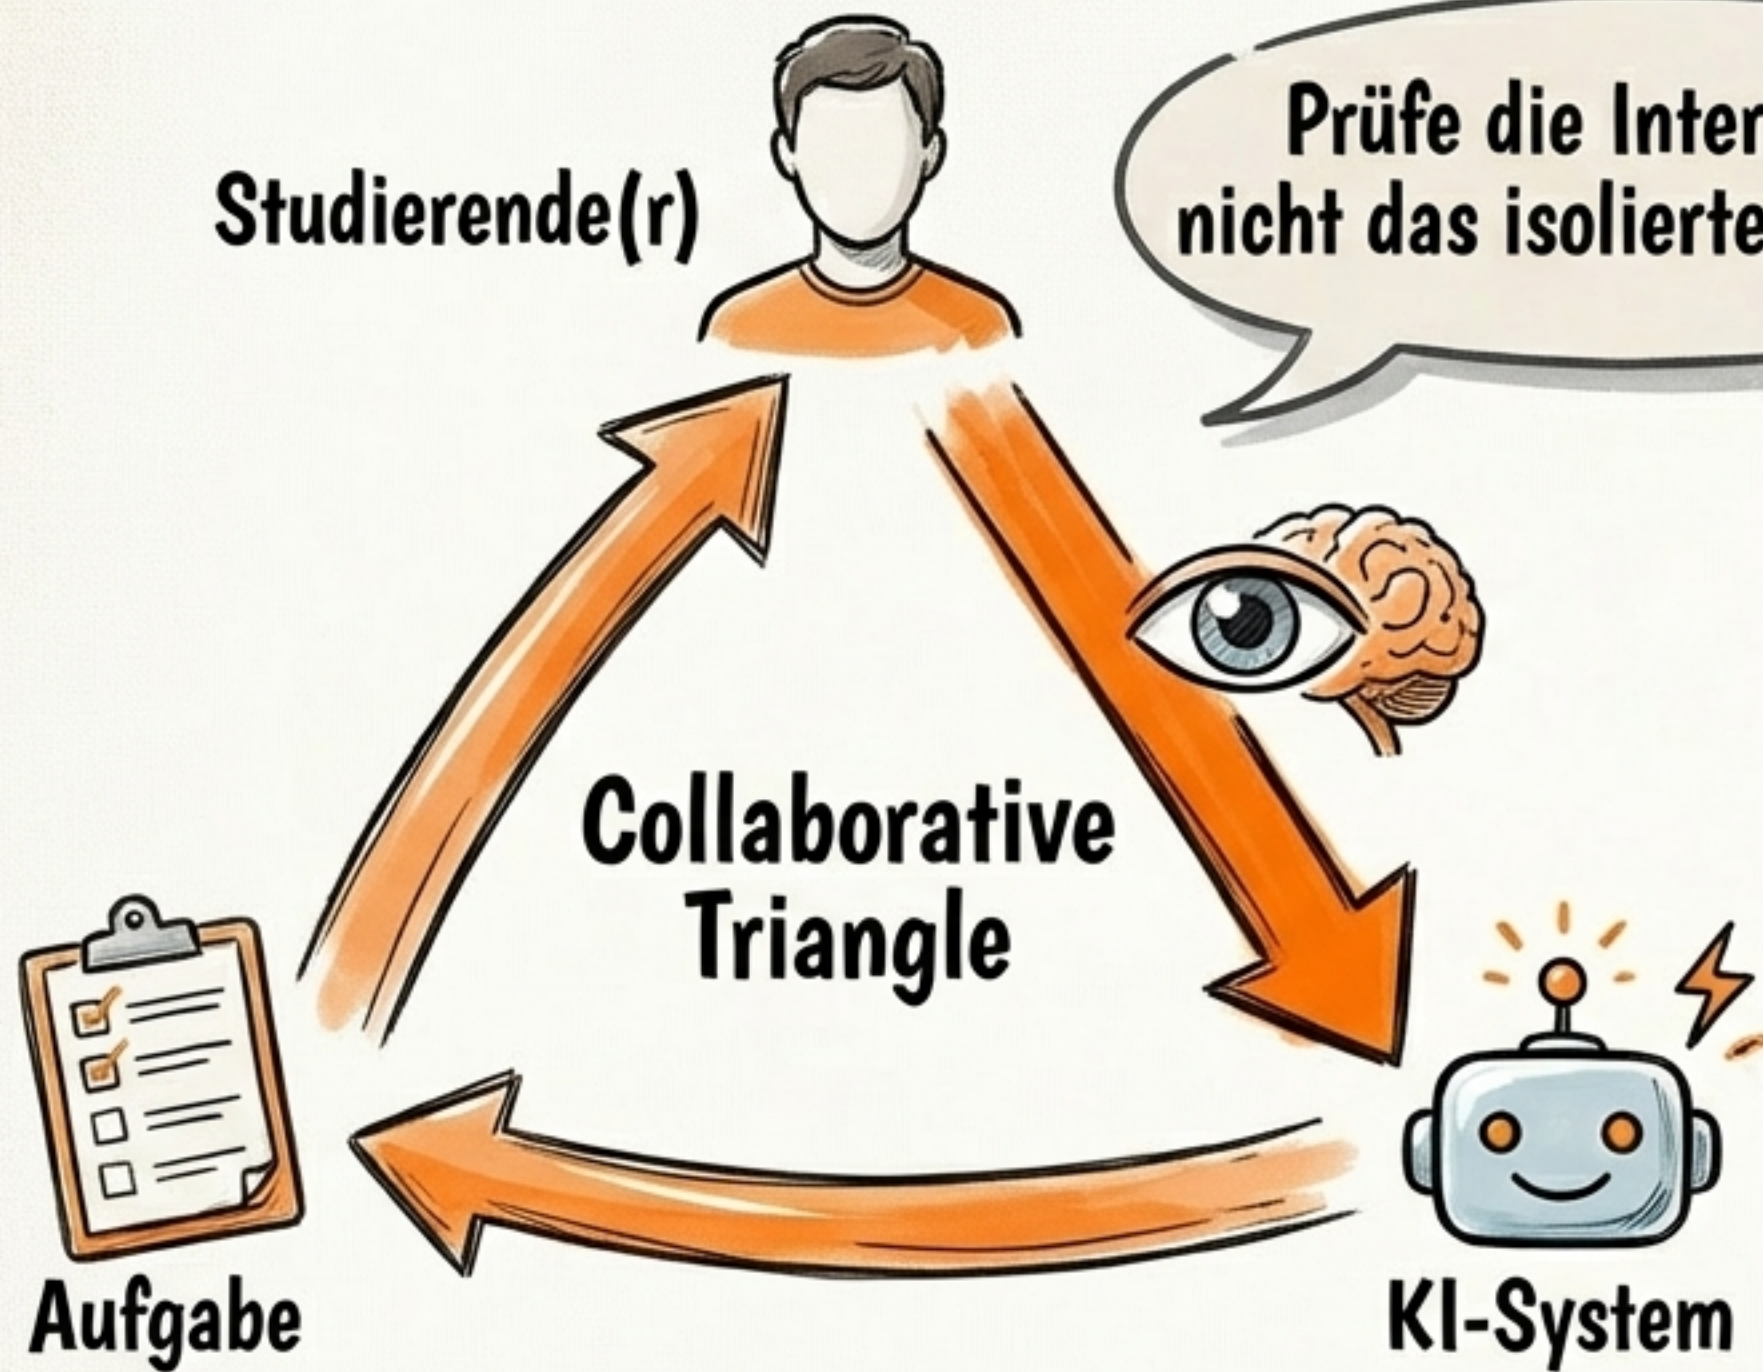 Studierende(r)
Prüfe die Inter
nicht das isolierte
Collaborative
Triangle
Aufgabe
KI-System